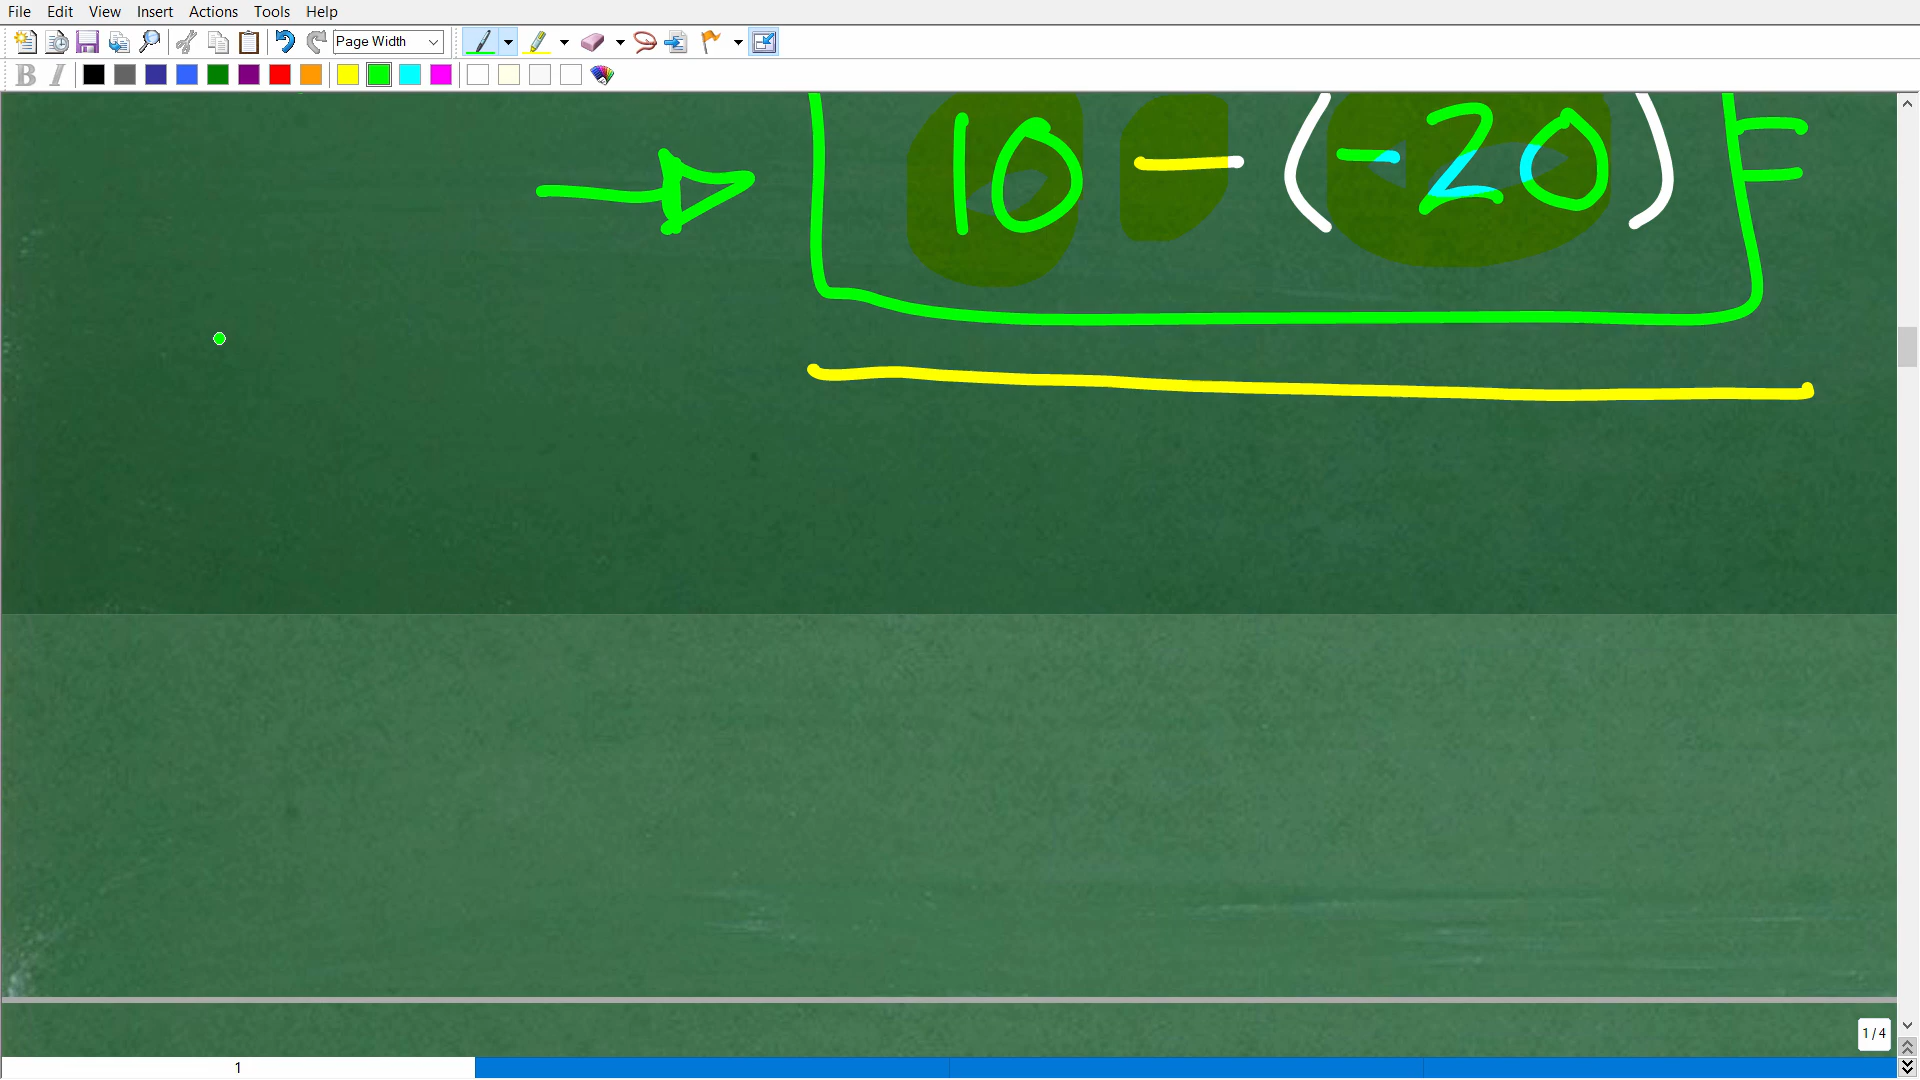 File Edit View Insert Actions Tools Help
Page Width
B I
10 - (-20) =
1 / 4
1